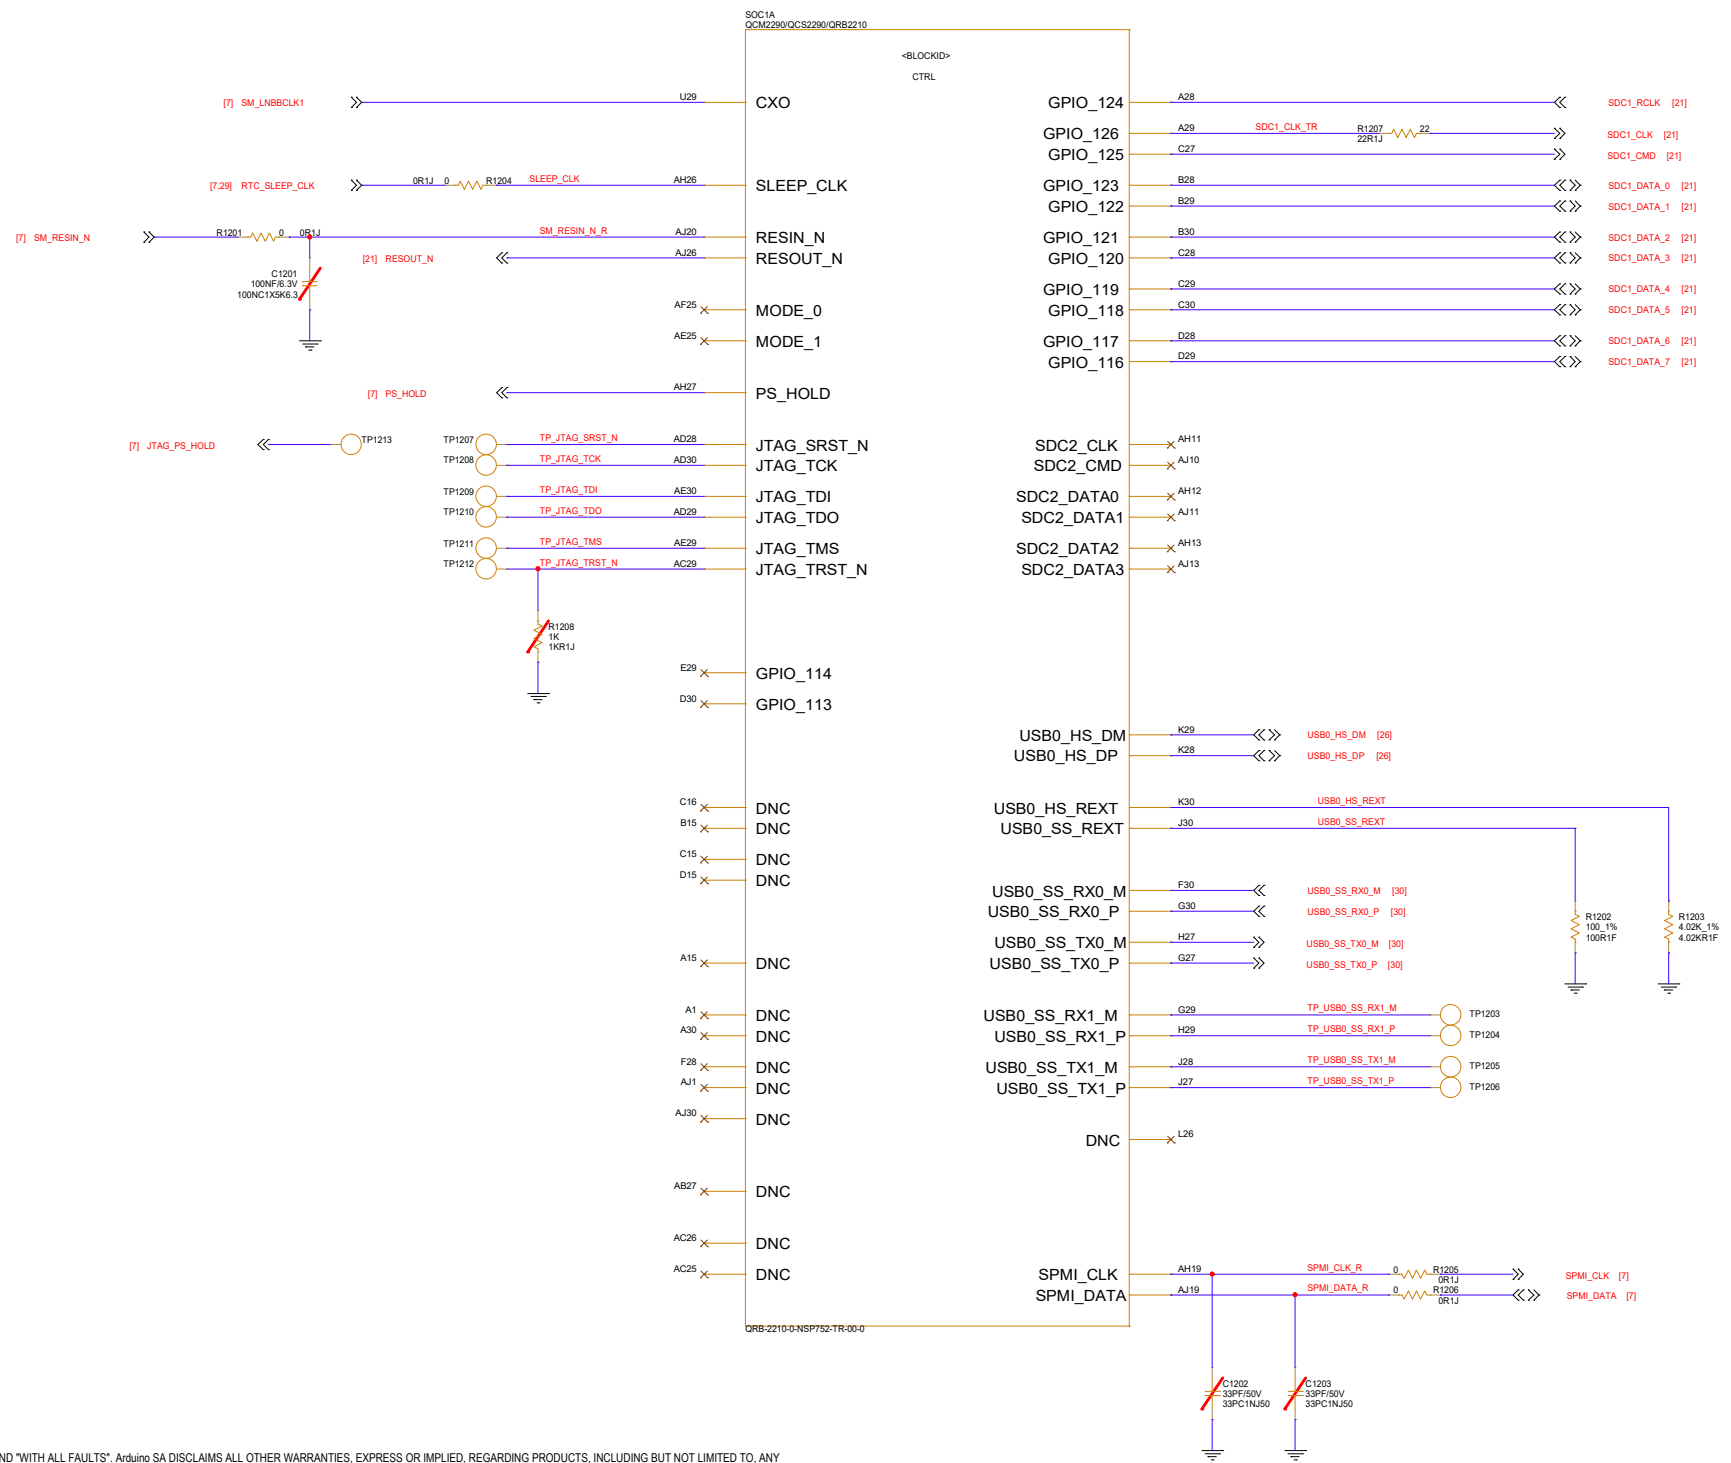 SOC1A
QCM2290/QCS2290/QRB2210
<BLOCKID>
CTRL
[7] SM_LNBBCLK1
U29
CXO
GPIO_124
A28
SDC1_RCLK [21]
GPIO_126
A29
SDC1_CLK_TR
R1207
22
22R1J
SDC1_CLK [21]
GPIO_125
C27
SDC1_CMD [21]
[7,29] RTC_SLEEP_CLK
0R1J
0
R1204
SLEEP_CLK
AH26
SLEEP_CLK
GPIO_123
B28
SDC1_DATA_0 [21]
GPIO_122
B29
SDC1_DATA_1 [21]
[7] SM_RESIN_N
R1201
0
0R1J
SM_RESIN_N_R
AJ20
RESIN_N
GPIO_121
B30
SDC1_DATA_2 [21]
[21] RESOUT_N
AJ26
RESOUT_N
GPIO_120
C28
SDC1_DATA_3 [21]
C1201
100NF/6.3V
100NC1X5K6.3
GPIO_119
C29
SDC1_DATA_4 [21]
AF25
MODE_0
GPIO_118
C30
SDC1_DATA_5 [21]
AE25
MODE_1
GPIO_117
D28
SDC1_DATA_6 [21]
GPIO_116
D29
SDC1_DATA_7 [21]
[7] PS_HOLD
AH27
PS_HOLD
[7] JTAG_PS_HOLD
TP1213
TP1207
TP_JTAG_SRST_N
AD28
JTAG_SRST_N
SDC2_CLK
AH11
TP1208
TP_JTAG_TCK
AD30
JTAG_TCK
SDC2_CMD
AJ10
TP1209
TP_JTAG_TDI
AE30
JTAG_TDI
SDC2_DATA0
AH12
TP1210
TP_JTAG_TDO
AD29
JTAG_TDO
SDC2_DATA1
AJ11
TP1211
TP_JTAG_TMS
AE29
JTAG_TMS
SDC2_DATA2
AH13
TP1212
TP_JTAG_TRST_N
AC29
JTAG_TRST_N
SDC2_DATA3
AJ13
R1208
1K
1KR1J
E29
GPIO_114
D30
GPIO_113
USB0_HS_DM
K29
USB0_HS_DM [26]
USB0_HS_DP
K28
USB0_HS_DP [26]
C16
DNC
USB0_HS_REXT
K30
USB0_HS_REXT
B15
DNC
USB0_SS_REXT
J30
USB0_SS_REXT
C15
DNC
D15
DNC
USB0_SS_RX0_M
F30
USB0_SS_RX0_M [30]
USB0_SS_RX0_P
G30
USB0_SS_RX0_P [30]
R1202
100_1%
100R1F
R1203
4.02K_1%
4.02KR1F
USB0_SS_TX0_M
H27
USB0_SS_TX0_M [30]
A15
DNC
USB0_SS_TX0_P
G27
USB0_SS_TX0_P [30]
A1
DNC
USB0_SS_RX1_M
G29
TP_USB0_SS_RX1_M
TP1203
A30
DNC
USB0_SS_RX1_P
H29
TP_USB0_SS_RX1_P
TP1204
F28
DNC
USB0_SS_TX1_M
J28
TP_USB0_SS_TX1_M
TP1205
AJ1
DNC
USB0_SS_TX1_P
J27
TP_USB0_SS_TX1_P
TP1206
AJ30
DNC
DNC
L26
AB27
DNC
AC26
DNC
AC25
DNC
SPMI_CLK
AH19
SPMI_CLK_R
0
R1205
0R1J
SPMI_CLK [7]
SPMI_DATA
AJ19
SPMI_DATA_R
0
R1206
0R1J
SPMI_DATA [7]
QRB-2210-0-NSP752-TR-00-0
C1202
33PF/50V
33PC1NJ50
C1203
33PF/50V
33PC1NJ50
ND "WITH ALL FAULTS". Arduino SA DISCLAIMS ALL OTHER WARRANTIES, EXPRESS OR IMPLIED, REGARDING PRODUCTS, INCLUDING BUT NOT LIMITED TO, ANY